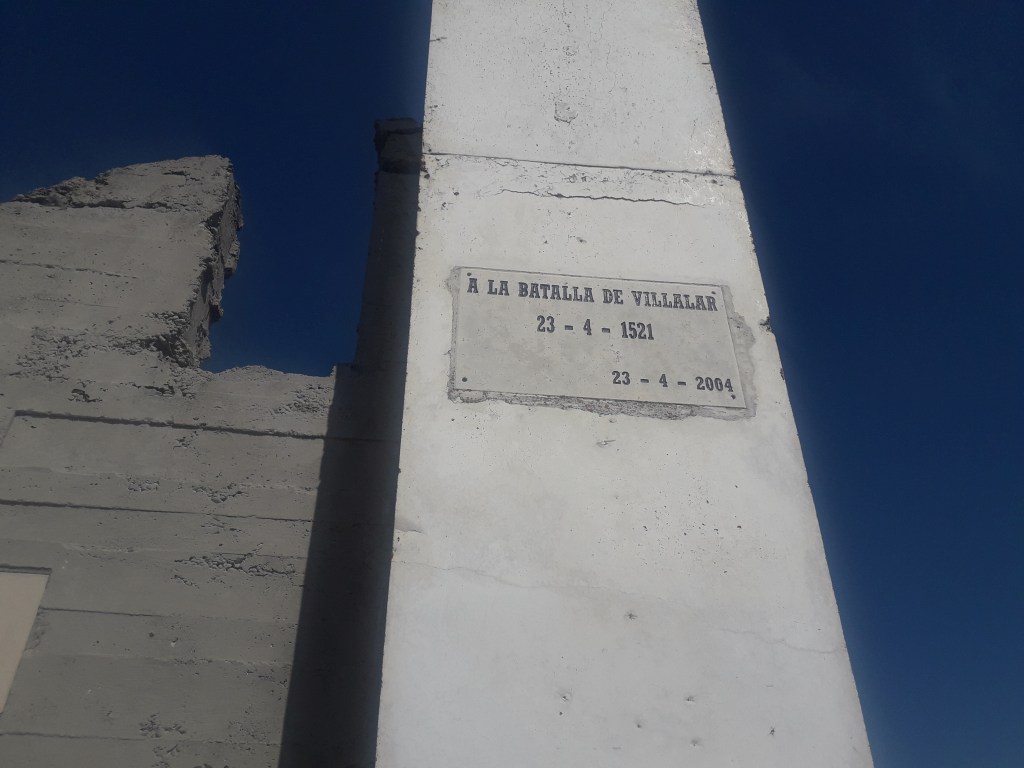 A LA BATALLA DE VILLALAR
23 - 4 - 1521
23 - 4 - 2004